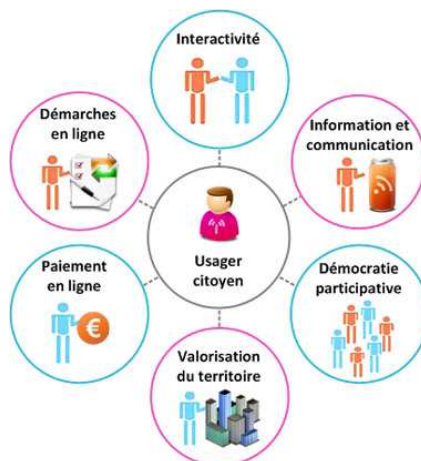 Interactivité
Démarches
en ligne
Information et
communication
Usager
citoyen
Paiement
en ligne
Démocratie
participative
€
Valorisation
du territoire